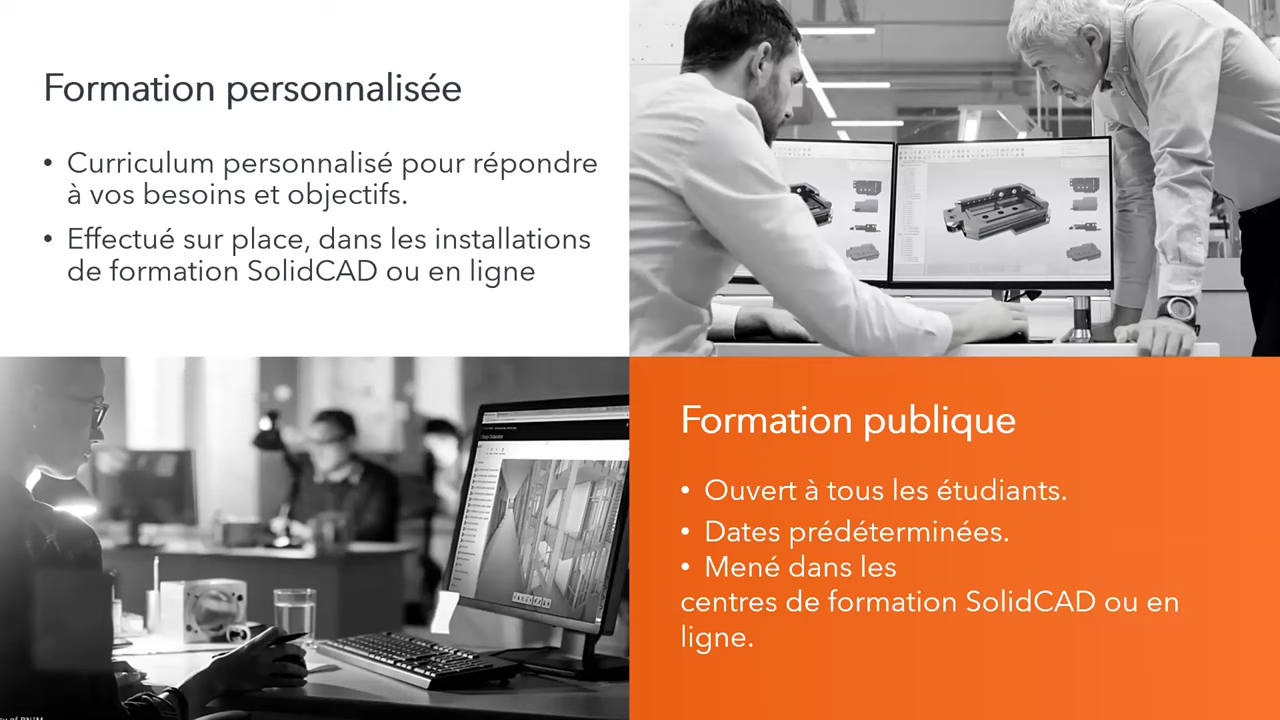 Formation personnalisée
• Curriculum personnalisé pour répondre
à vos besoins et objectifs.
• Effectué sur place, dans les installations
de formation SolidCAD ou en ligne
Formation publique
• Ouvert à tous les étudiants.
• Dates prédéterminées.
• Mené dans les
centres de formation SolidCAD ou en
ligne.